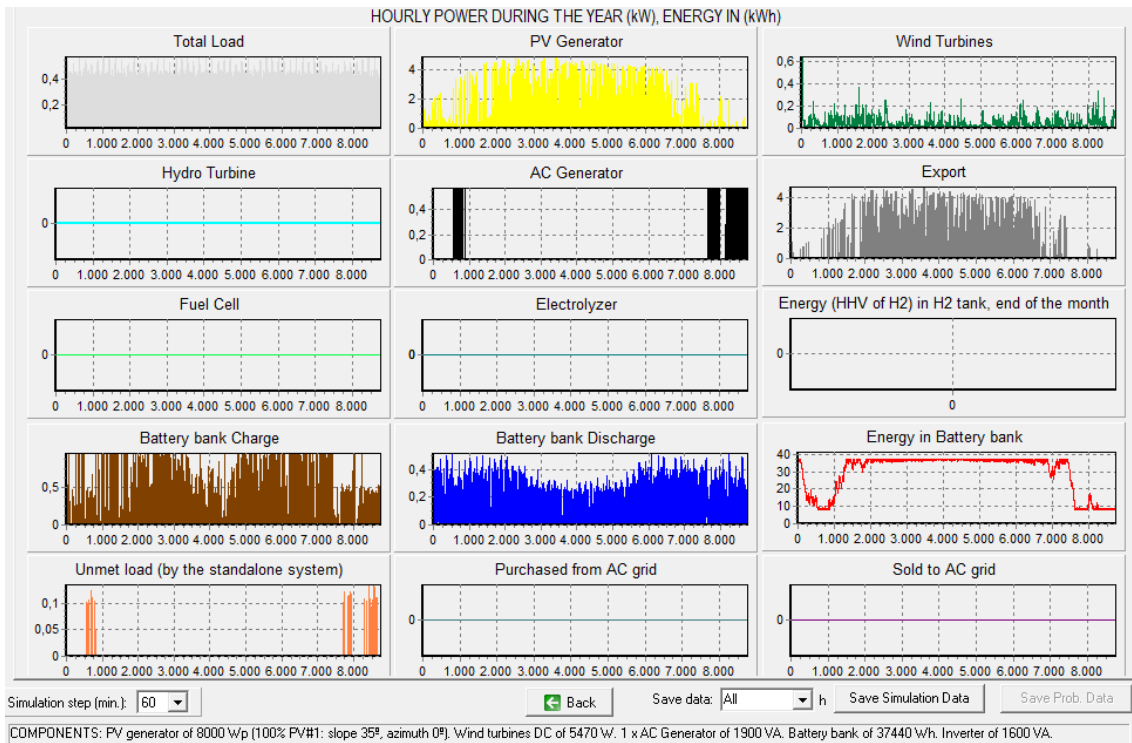 HOURLY POWER DURING THE YEAR (kW), ENERGY IN (kWh)
Total Load
0,4
0,2
0 1.000 2.000 3.000 4.000 5.000 6.000 7.000 8.000
PV Generator
4
2
0
0 1.000 2.000 3.000 4.000 5.000 6.000 7.000 8.000
Wind Turbines
0,6
0,4
0,2
0
0 1.000 2.000 3.000 4.000 5.000 6.000 7.000 8.000
Hydro Turbine
0
0 1.000 2.000 3.000 4.000 5.000 6.000 7.000 8.000
AC Generator
0,4
0,2
0
0 1.000 2.000 3.000 4.000 5.000 6.000 7.000 8.000
Export
4
2
0
0 1.000 2.000 3.000 4.000 5.000 6.000 7.000 8.000
Fuel Cell
0
0 1.000 2.000 3.000 4.000 5.000 6.000 7.000 8.000
Electrolyzer
0
0 1.000 2.000 3.000 4.000 5.000 6.000 7.000 8.000
Energy (HHV of H2) in H2 tank, end of the month
0
0
Battery bank Charge
0,5
0
0 1.000 2.000 3.000 4.000 5.000 6.000 7.000 8.000
Battery bank Discharge
0,4
0,2
0
0 1.000 2.000 3.000 4.000 5.000 6.000 7.000 8.000
Energy in Battery bank
40
30
20
10
0
0 1.000 2.000 3.000 4.000 5.000 6.000 7.000 8.000
Unmet load (by the standalone system)
0,1
0,05
0
0 1.000 2.000 3.000 4.000 5.000 6.000 7.000 8.000
Purchased from AC grid
0
0 1.000 2.000 3.000 4.000 5.000 6.000 7.000 8.000
Sold to AC grid
0
0 1.000 2.000 3.000 4.000 5.000 6.000 7.000 8.000
Simulation step (min.): 60 Back Save data: All h Save Simulation Data Save Prob. Data
COMPONENTS: PV generator of 8000 Wp (100% PV#1: slope 35º, azimuth 0º). Wind turbines DC of 5470 W. 1 x AC Generator of 1900 VA. Battery bank of 37440 Wh. Inverter of 1600 VA.